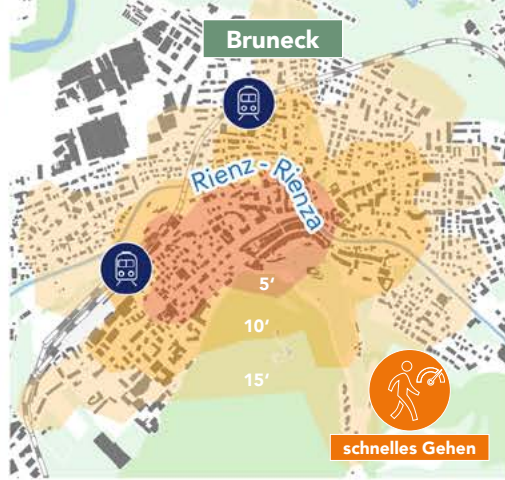 Bruneck
Rienz - Rienza
5'
10'
15'
schnelles Gehen